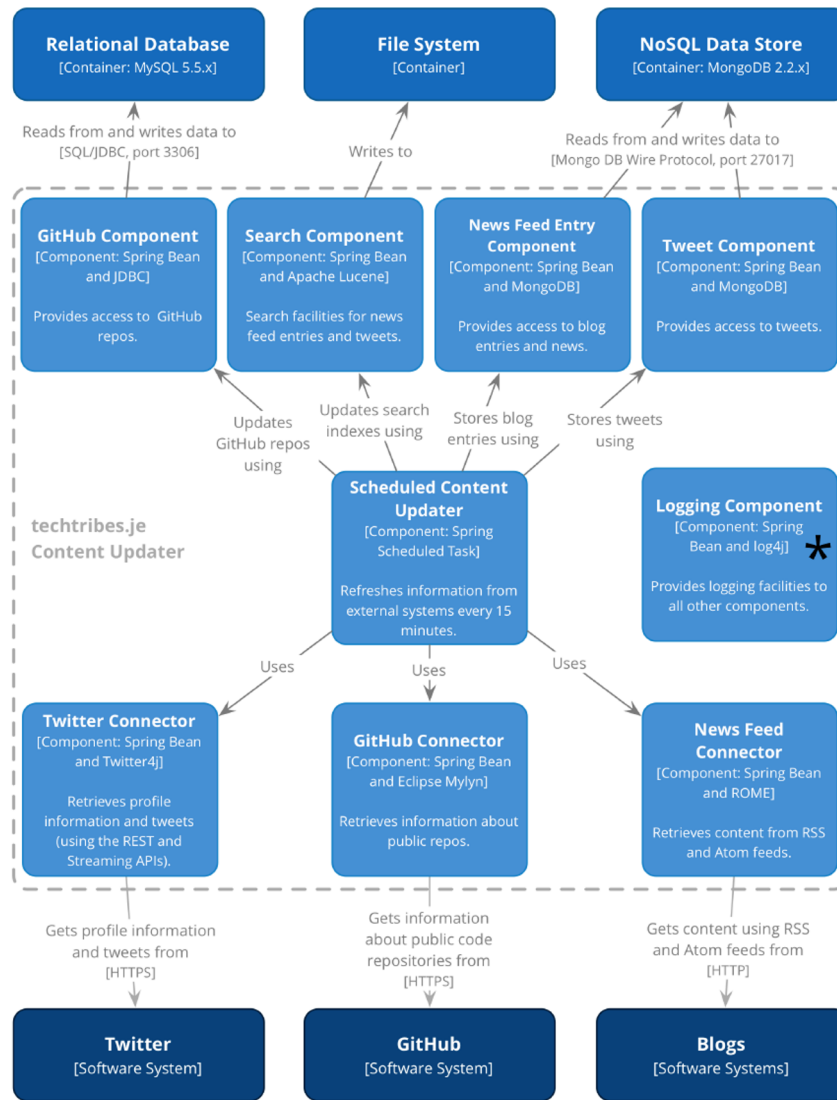 Relational Database
[Container: MySQL 5.5.x]
File System
[Container]
NoSQL Data Store
[Container: MongoDB 2.2.x]
Reads from and writes data to
[SQL/JDBC, port 3306]
Writes to
Reads from and writes data to
[Mongo DB Wire Protocol, port 27017]
GitHub Component
[Component: Spring Bean
and JDBC]
Provides access to GitHub
repos.
Search Component
[Component: Spring Bean
and Apache Lucene]
Search facilities for news
feed entries and tweets.
News Feed Entry
Component
[Component: Spring Bean
and MongoDB]
Provides access to blog
entries and news.
Tweet Component
[Component: Spring Bean
and MongoDB]
Provides access to tweets.
Updates
GitHub repos
using
Updates search
indexes using
Stores blog
entries using
Stores tweets
using
techtribes.je
Content Updater
Scheduled Content
Updater
[Component: Spring
Scheduled Task]
Refreshes information from
external systems every 15
minutes.
Logging Component
[Component: Spring
Bean and log4j]
*
Provides logging facilities to
all other components.
Uses
Uses
Uses
Twitter Connector
[Component: Spring Bean
and Twitter4j]
Retrieves profile
information and tweets
(using the REST and
Streaming APIs).
GitHub Connector
[Component: Spring Bean
and Eclipse Mylyn]
Retrieves information about
public repos.
News Feed
Connector
[Component: Spring Bean
and ROME]
Retrieves content from RSS
and Atom feeds.
Gets profile information
and tweets from
[HTTPS]
Gets information
about public code
repositories from
[HTTPS]
Gets content using RSS
and Atom feeds from
[HTTP]
Twitter
[Software System]
GitHub
[Software System]
Blogs
[Software Systems]